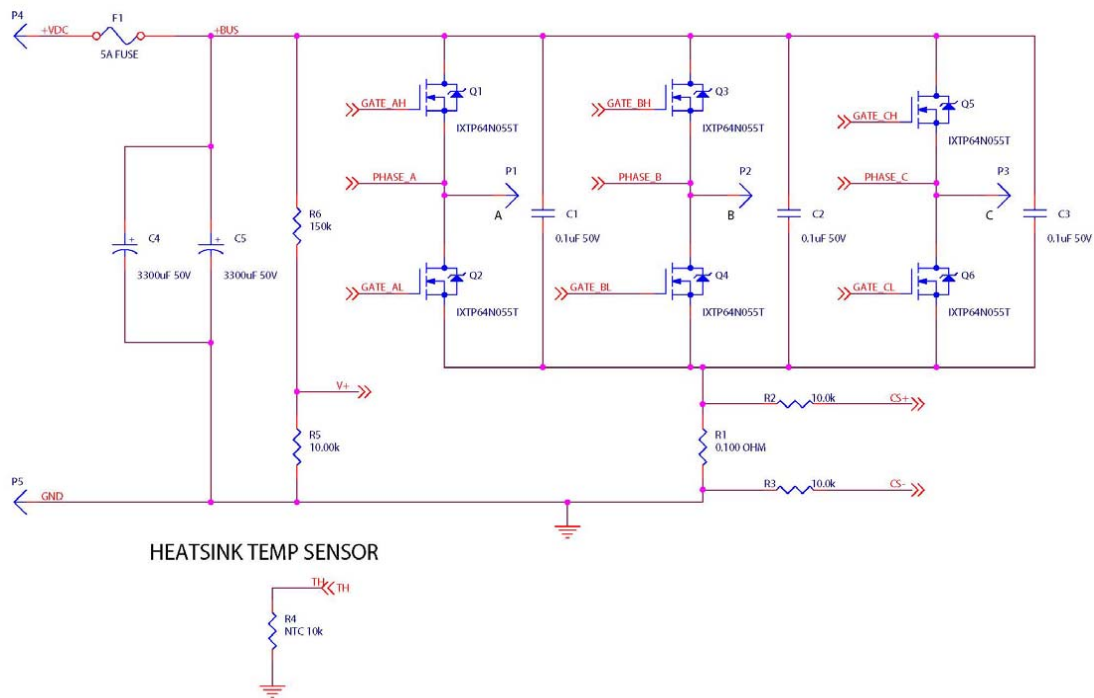 P4
+VDC
F1
5A FUSE
+BUS
GATE_AH
Q1
IXTP64N055T
GATE_BH
Q3
IXTP64N055T
GATE_CH
Q5
IXTP64N055T
PHASE_A
P1
A
PHASE_B
P2
B
PHASE_C
P3
C
R6
150k
C1
0.1uF 50V
C2
0.1uF 50V
C3
0.1uF 50V
C4
3300uF 50V
C5
3300uF 50V
GATE_AL
Q2
IXTP64N055T
GATE_BL
Q4
IXTP64N055T
GATE_CL
Q6
IXTP64N055T
V+
R2
10.0k
CS+
R5
10.00k
R1
0.100 OHM
R3
10.0k
CS-
P5
GND
HEATSINK TEMP SENSOR
TH
TH
R4
NTC 10k